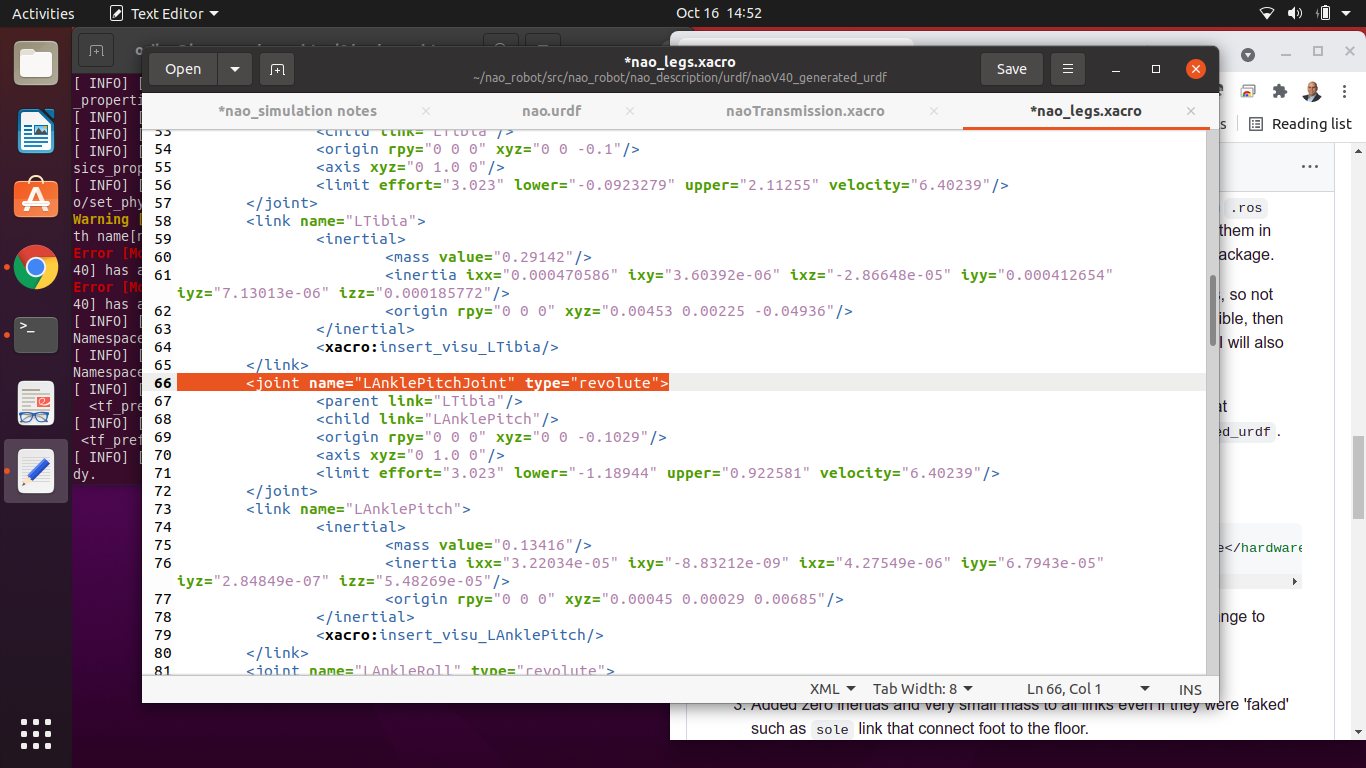 Activities
Text Editor
Oct 16 14:52
Open
*nao_legs.xacro
~/nao_robot/src/nao_robot/nao_description/urdf/naoV40_generated_urdf
Save
*nao_simulation notes
nao.urdf
naoTransmission.xacro
*nao_legs.xacro
53 <child link="LTibia"/>
54 <origin rpy="0 0 0" xyz="0 0 -0.1"/>
55 <axis xyz="0 1.0 0"/>
56 <limit effort="3.023" lower="-0.0923279" upper="2.11255" velocity="6.40239"/>
57 </joint>
58 <link name="LTibia">
59 <inertial>
60 <mass value="0.29142"/>
61 <inertia ixx="0.000470586" ixy="3.60392e-06" ixz="-2.86648e-05" iyy="0.000412654"
iyz="7.13013e-06" izz="0.000185772"/>
62 <origin rpy="0 0 0" xyz="0.00453 0.00225 -0.04936"/>
63 </inertial>
64 <xacro:insert_visu_LTibia/>
65 </link>
66 <joint name="LAnklePitchJoint" type="revolute">
67 <parent link="LTibia"/>
68 <child link="LAnklePitch"/>
69 <origin rpy="0 0 0" xyz="0 0 -0.1029"/>
70 <axis xyz="0 1.0 0"/>
71 <limit effort="3.023" lower="-1.18944" upper="0.922581" velocity="6.40239"/>
72 </joint>
73 <link name="LAnklePitch">
74 <inertial>
75 <mass value="0.13416"/>
76 <inertia ixx="3.22034e-05" ixy="-8.83212e-09" ixz="4.27549e-06" iyy="6.7943e-05"
iyz="2.84849e-07" izz="5.48269e-05"/>
77 <origin rpy="0 0 0" xyz="0.00045 0.00029 0.00685"/>
78 </inertial>
79 <xacro:insert_visu_LAnklePitch/>
80 </link>
81 <joint name="LAnkleRoll" type="revolute">
XML
Tab Width: 8
Ln 66, Col 1
INS
[ INFO] [
_properti
[ INFO] [
[ INFO] [
[ INFO] [
sics_prop
[ INFO] [
o/set_phy
Warning [
th name[n
Error [Mo
40] has a
Error [Mo
40] has a
[ INFO] [
Namespace
[ INFO] [
Namespace
[ INFO] [
<tf_pre
[ INFO] [
<tf_pref
[ INFO] [
dy.
Reading list
.ros
them in
ackage.
, so not
ible, then
I will also
at
ed_urdf.
e</hardware
nge to
3. Added zero inertias and very small mass to all links even if they were 'faked'
such as sole link that connect foot to the floor.